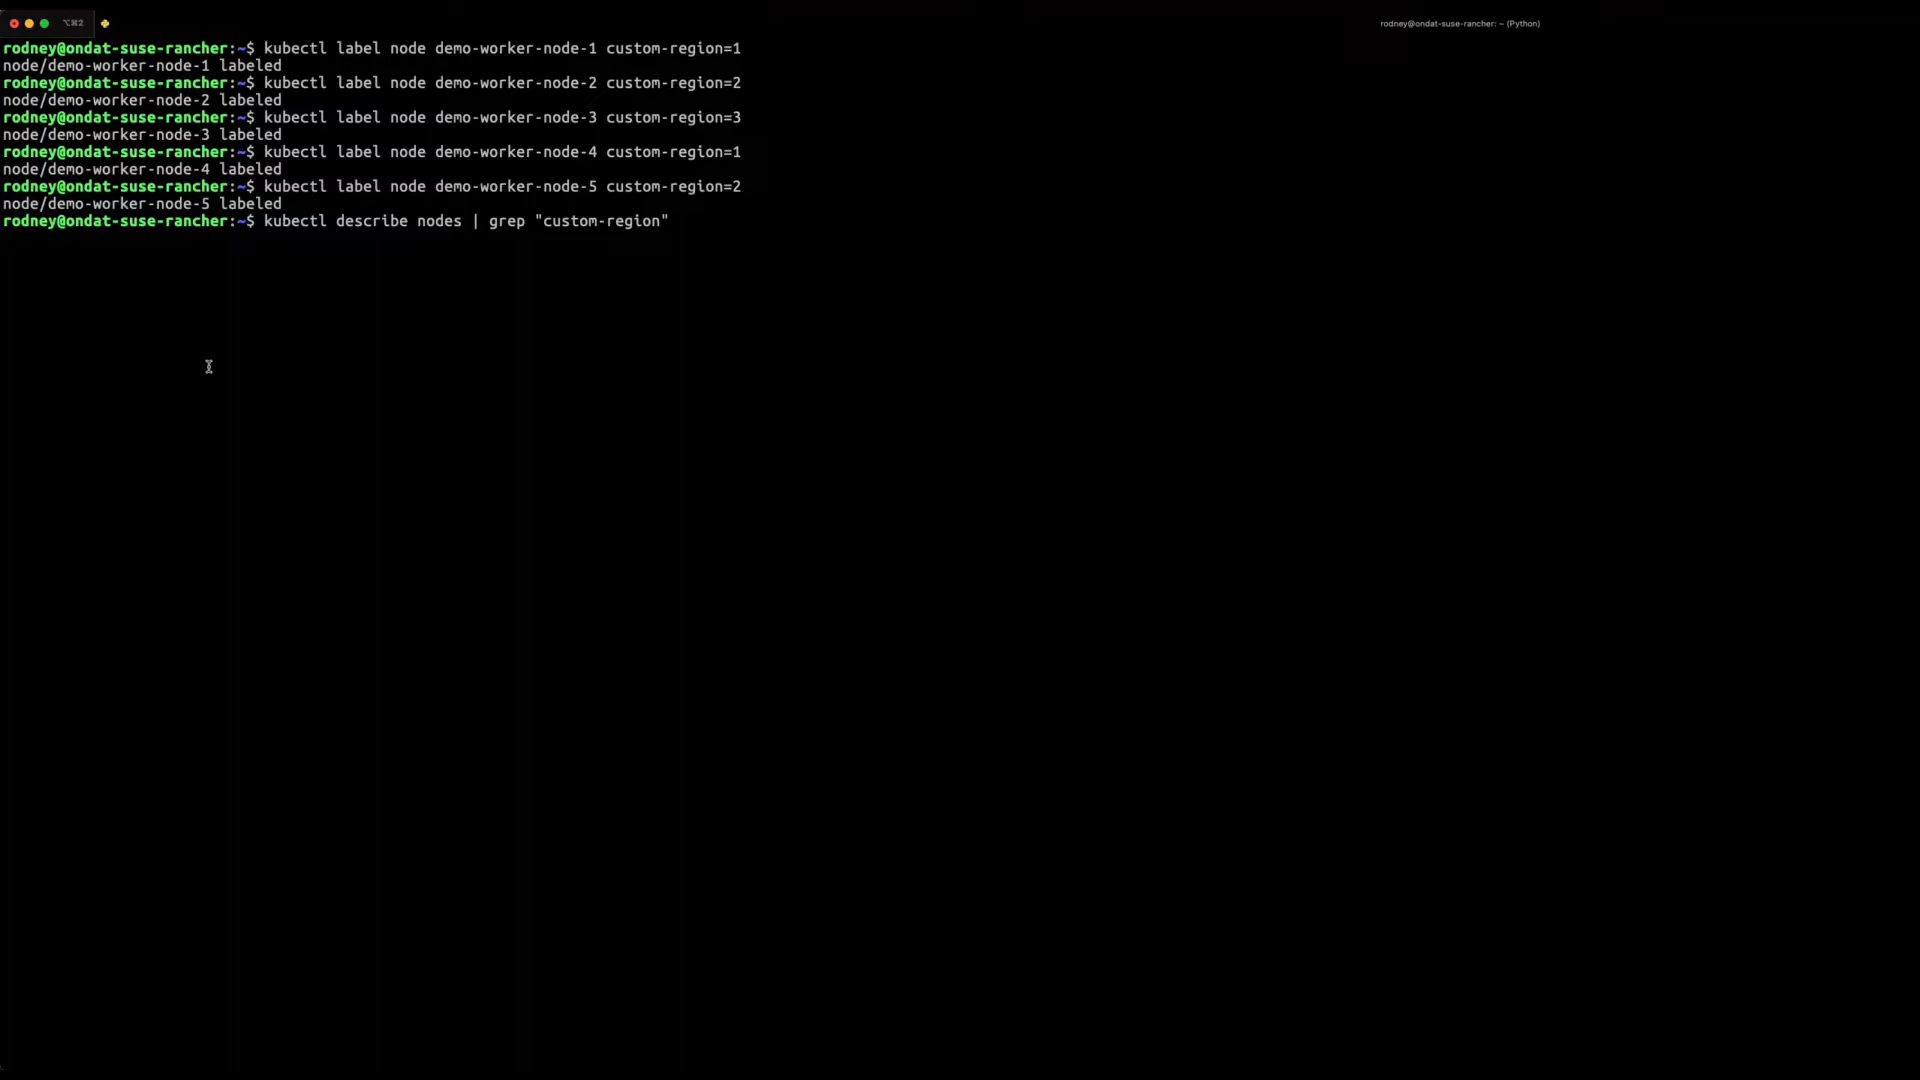 ⌥⌘2
rodney@ondat-suse-rancher: ~ (Python)
rodney@ondat-suse-rancher:~$ kubectl label node demo-worker-node-1 custom-region=1
node/demo-worker-node-1 labeled
rodney@ondat-suse-rancher:~$ kubectl label node demo-worker-node-2 custom-region=2
node/demo-worker-node-2 labeled
rodney@ondat-suse-rancher:~$ kubectl label node demo-worker-node-3 custom-region=3
node/demo-worker-node-3 labeled
rodney@ondat-suse-rancher:~$ kubectl label node demo-worker-node-4 custom-region=1
node/demo-worker-node-4 labeled
rodney@ondat-suse-rancher:~$ kubectl label node demo-worker-node-5 custom-region=2
node/demo-worker-node-5 labeled
rodney@ondat-suse-rancher:~$ kubectl describe nodes | grep "custom-region"